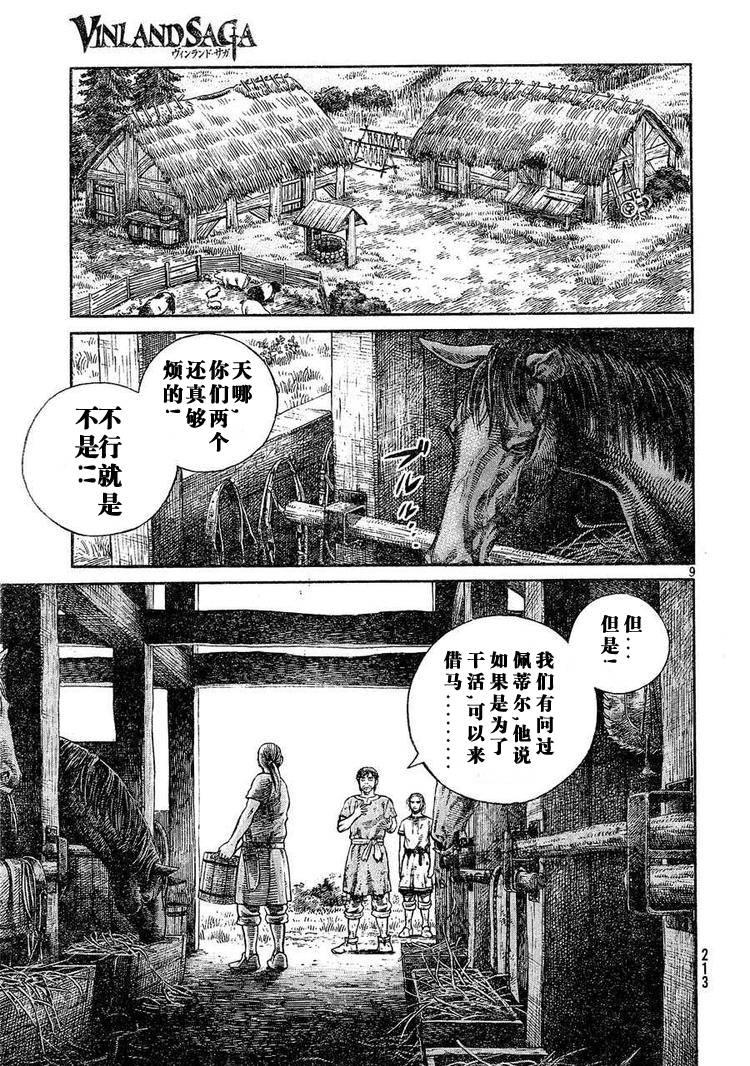 VINLAND SAGA
ヴィンランド・サガ
天哪,
你们两个
还真够
烦的!
不行就是
不是!!
ブルルッ…
9
但...
但是!
我们有问过
佩蒂尔,他说
如果是为了
干活,可以来
借马.........
213